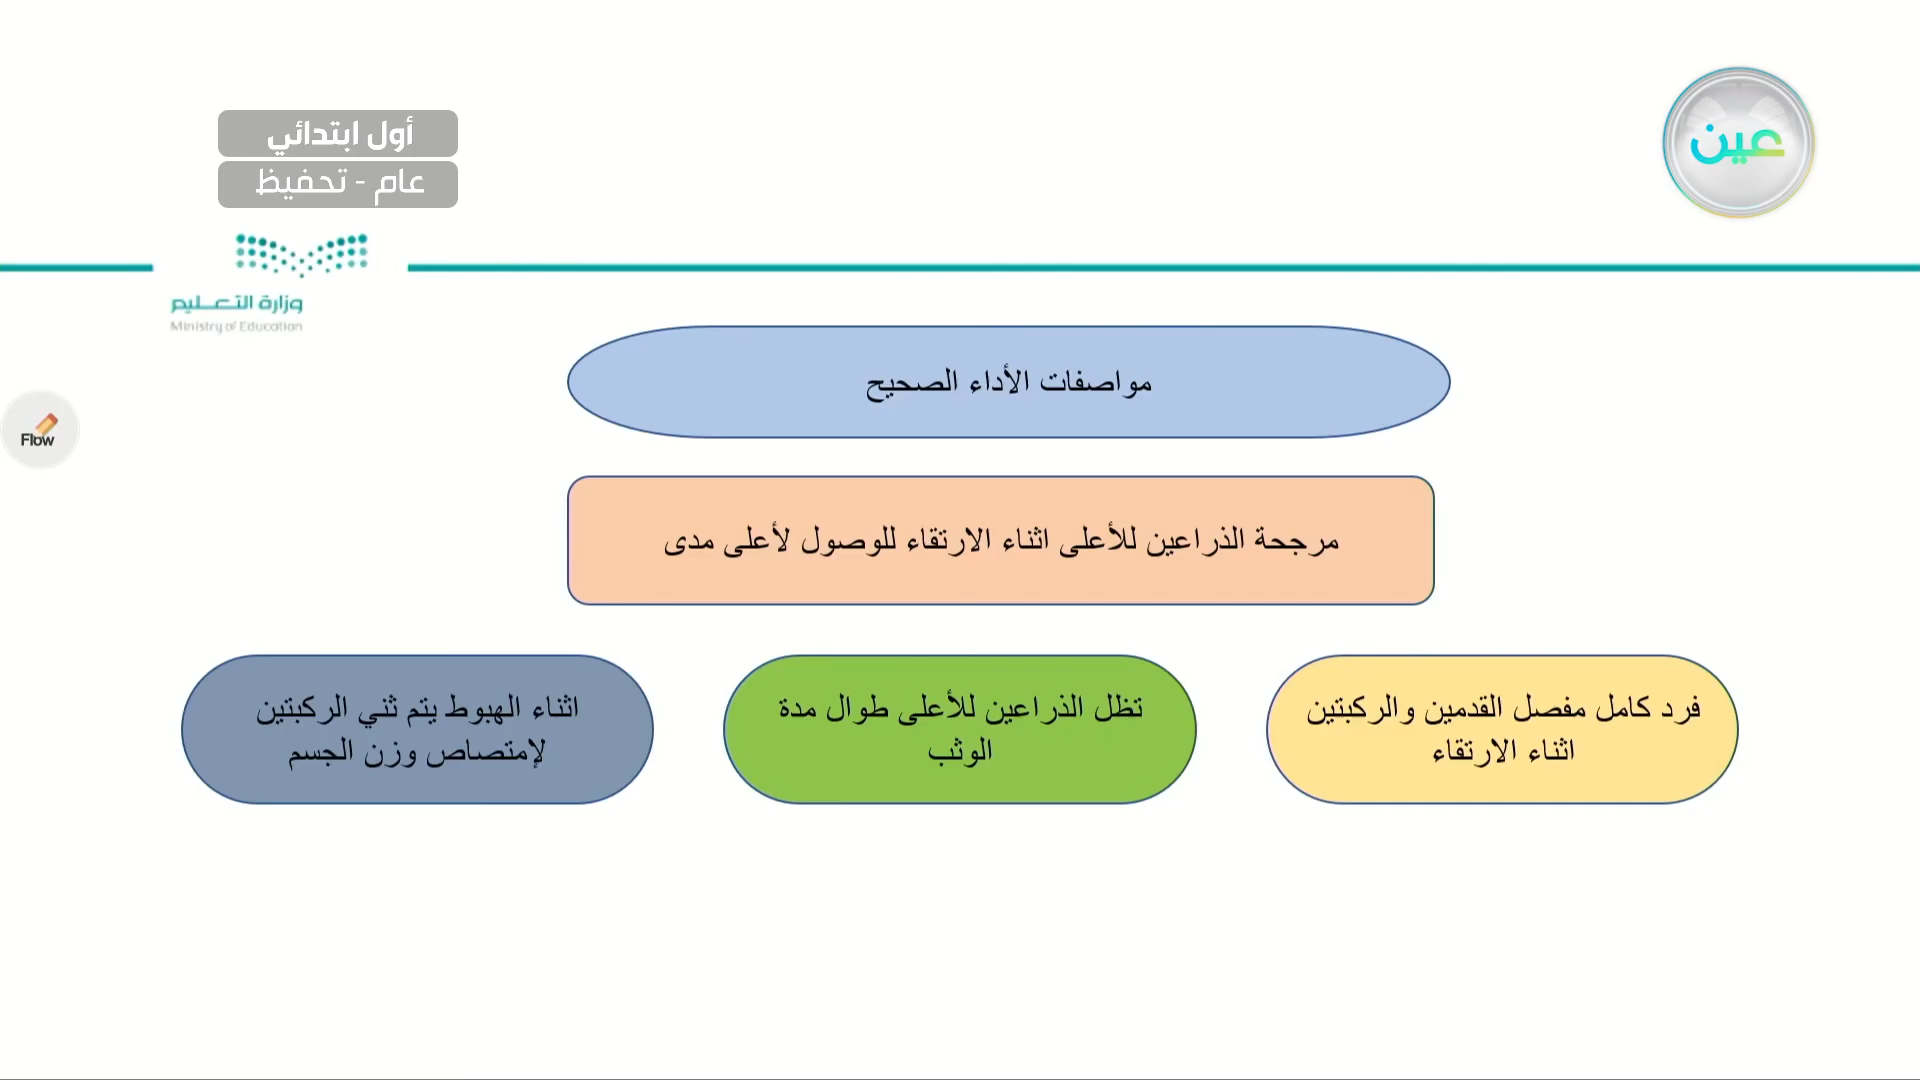 أول ابتدائي
عام - تحفيظ
عين
وزارة التعليم
Ministry of Education
Flow
مواصفات الأداء الصحيح
مرجحة الذراعين للأعلى اثناء الارتقاء للوصول لأعلى مدى
فرد كامل مفصل القدمين والركبتين
اثناء الارتقاء
تظل الذراعين للأعلى طوال مدة
الوثب
اثناء الهبوط يتم ثني الركبتين
لإمتصاص وزن الجسم